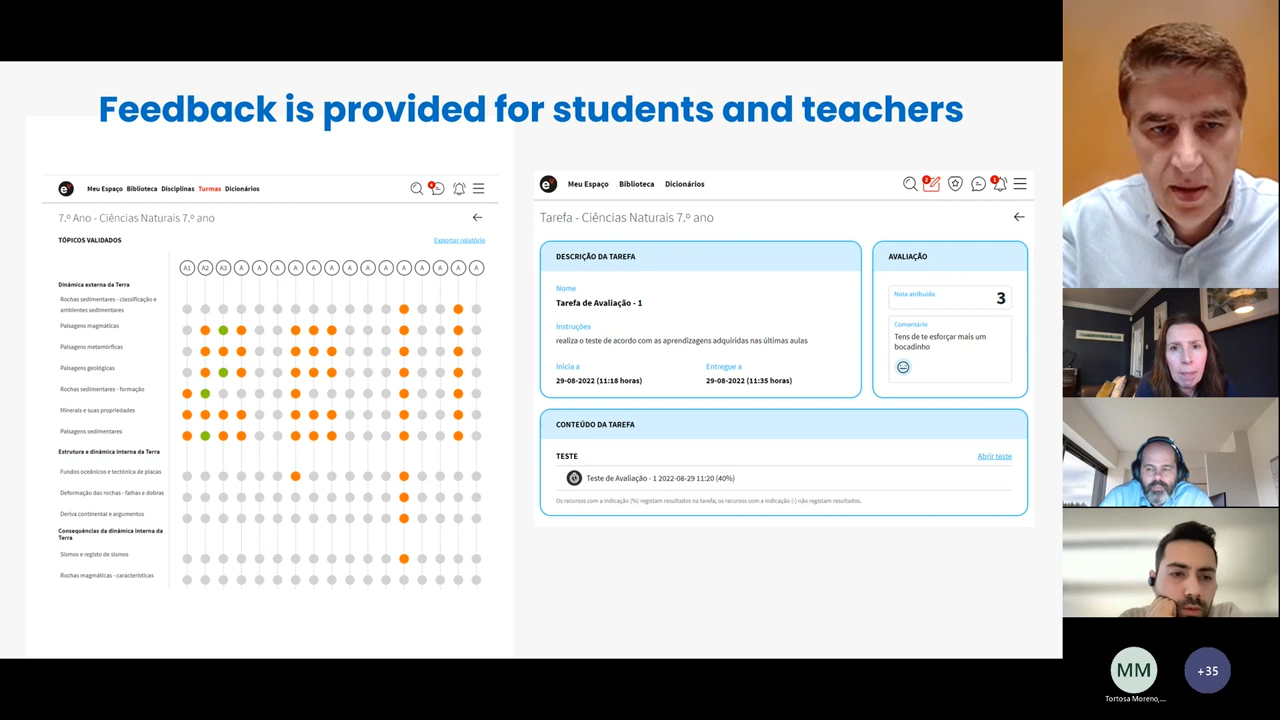 Feedback is provided for students and teachers
e
4
Meu Espaço Biblioteca Disciplinas Turmas Dicionários
7.º Ano - Ciências Naturais 7.º ano
TÓPICOS VALIDADOS
Exportar relatório
A1 A2 A3 A A A A A A A A A A A A A A
Dinâmica externa da Terra
Rochas sedimentares - classificação e
ambientes sedimentares
Paisagens magmáticas
Paisagens metamórficas
Paisagens geológicas
Rochas sedimentares - formação
Minerais e suas propriedades
Paisagens sedimentares
Estrutura e dinâmica interna da Terra
Fundos oceânicos e tectónica de placas
Deformação das rochas - falhas e dobras
Deriva continental e argumentos
Consequências da dinâmica interna da
Terra
Sismos e registo de sismos
Rochas magmáticas - características
e
2
1
Meu Espaço Biblioteca Dicionários
Tarefa - Ciências Naturais 7.º ano
DESCRIÇÃO DA TAREFA
Nome
Tarefa de Avaliação - 1
Instruções
realiza o teste de acordo com as aprendizagens adquiridas nas últimas aulas
Inicia a
Entregue a
29-08-2022 (11:18 horas)
29-08-2022 (11:35 horas)
AVALIAÇÃO
Nota atribuída
3
Comentário
Tens de te esforçar mais um
bocadinho
CONTEÚDO DA TAREFA
TESTE
Abrir teste
Teste de Avaliação - 1 2022-08-29 11:20 (40%)
Os recursos com a indicação (%) registam resultados na tarefa; os recursos com a indicação (-) não registam resultados.
MM
+35
Tortosa Moreno,...